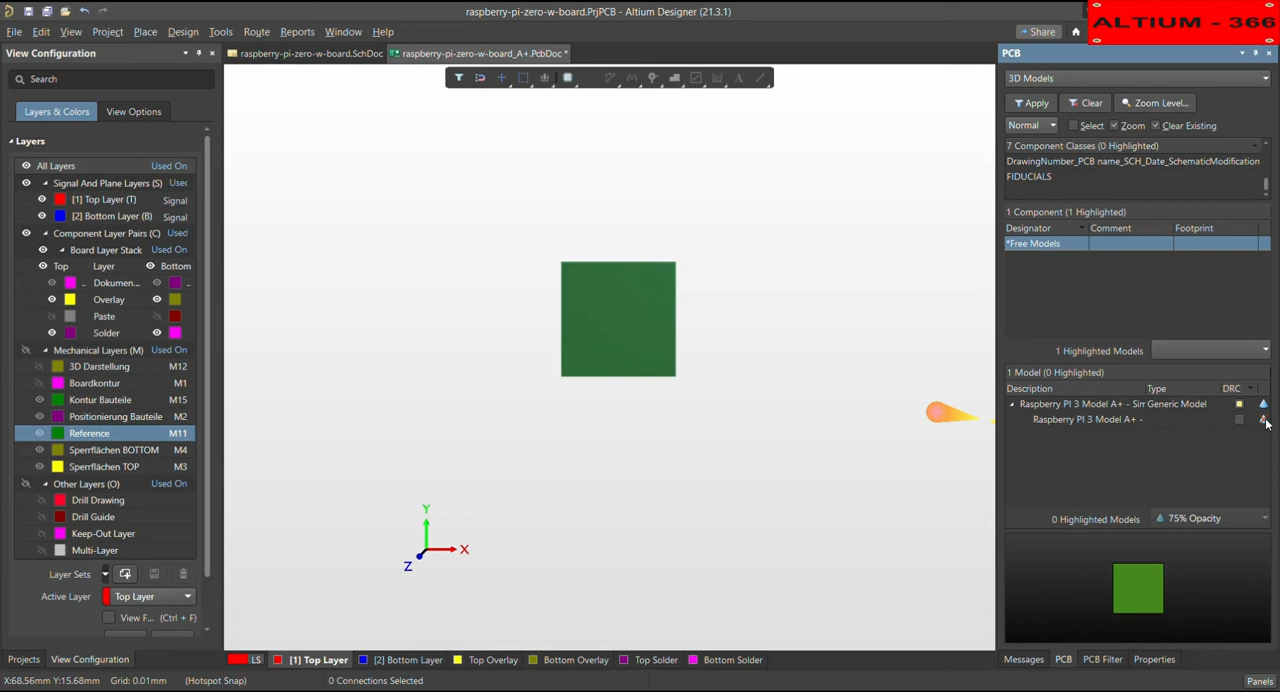 raspberry-pi-zero-w-board.PrjPCB - Altium Designer (21.3.1)
ALTIUM - 366
File Edit View Project Place Design Tools Route Reports Window Help
Share
View Configuration
raspberry-pi-zero-w-board.SchDoc
raspberry-pi-zero-w-board_A+.PcbDoc *
PCB
Search
3D Models
Layers & Colors
View Options
Apply
Clear
Zoom Level...
Normal
Select
Zoom
Clear Existing
Layers
7 Component Classes (0 Highlighted)
DrawingNumber_PCB name_SCH_Date_SchematicModification
FIDUCIALS
All Layers Used On
Signal And Plane Layers (S) Used
[1] Top Layer (T) Signal
[2] Bottom Layer (B) Signal
Component Layer Pairs (C) Used
Board Layer Stack Used On
Top Layer Bottom
Dokumen...
Overlay
Paste
Solder
Mechanical Layers (M) Used On
3D Darstellung M12
Boardkontur M1
Kontur Bauteile M15
Positionierung Bauteile M2
Reference M11
Sperrflächen BOTTOM M4
Sperrflächen TOP M3
Other Layers (O) Used On
Drill Drawing
Drill Guide
Keep-Out Layer
Multi-Layer
Layer Sets
Active Layer Top Layer
View F... (Ctrl + F)
1 Component (1 Highlighted)
Designator Comment Footprint
*Free Models
1 Highlighted Models
1 Model (0 Highlighted)
Description Type DRC
Raspberry PI 3 Model A+ - Sim Generic Model
Raspberry PI 3 Model A+ -
0 Highlighted Models
75% Opacity
Y
X
Z
Projects
View Configuration
LS
[1] Top Layer
[2] Bottom Layer
Top Overlay
Bottom Overlay
Top Solder
Bottom Solder
Messages
PCB
PCB Filter
Properties
X:68.56mm Y:15.68mm Grid: 0.01mm (Hotspot Snap) 0 Connections Selected
Panels